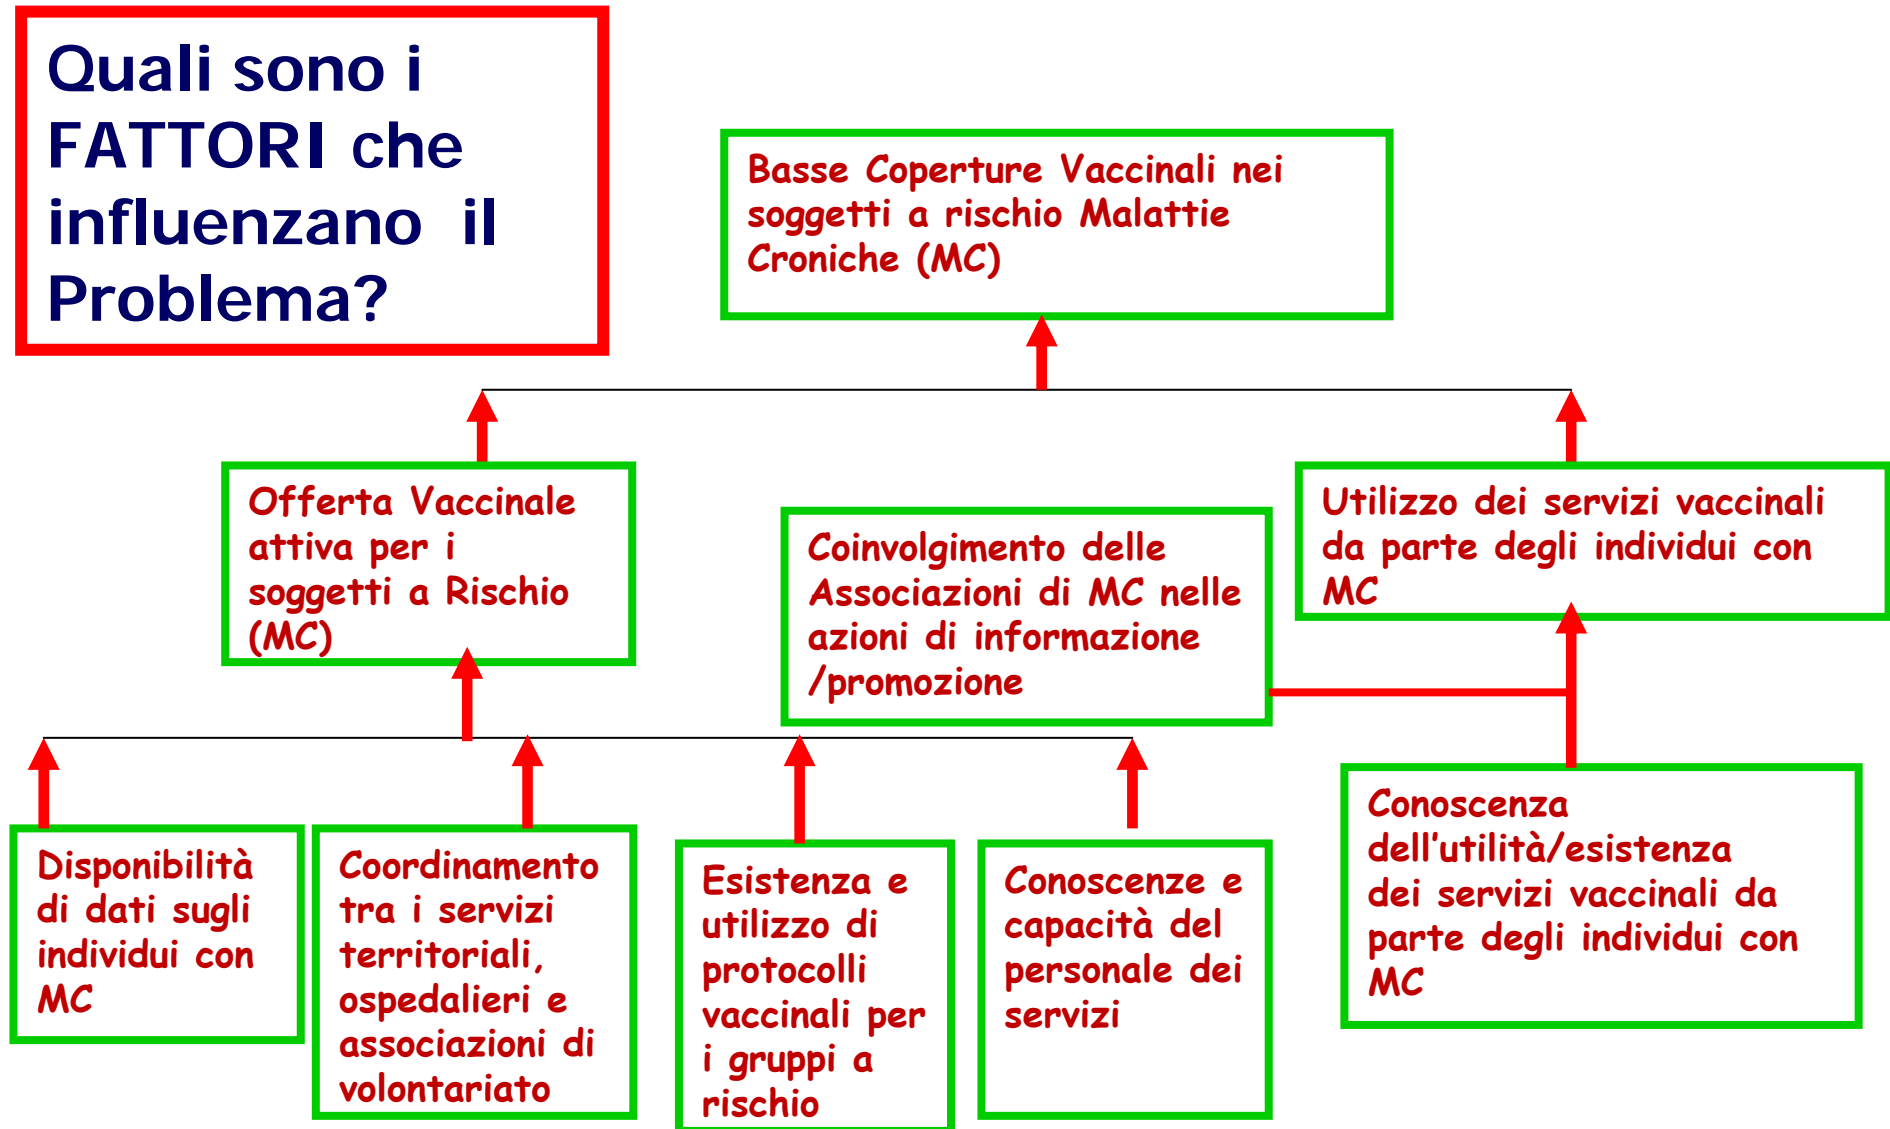 Quali sono i
FATTORI che
influenzano il
Problema?
Basse Coperture Vaccinali nei
soggetti a rischio Malattie
Croniche (MC)
Offerta Vaccinale
attiva per i
soggetti a Rischio
(MC)
Coinvolgimento delle
Associazioni di MC nelle
azioni di informazione
/promozione
Utilizzo dei servizi vaccinali
da parte degli individui con
MC
Disponibilità
di dati sugli
individui con
MC
Coordinamento
tra i servizi
territoriali,
ospedalieri e
associazioni di
volontariato
Esistenza e
utilizzo di
protocolli
vaccinali per
i gruppi a
rischio
Conoscenze e
capacità del
personale dei
servizi
Conoscenza
dell'utilità/esistenza
dei servizi vaccinali da
parte degli individui con
MC